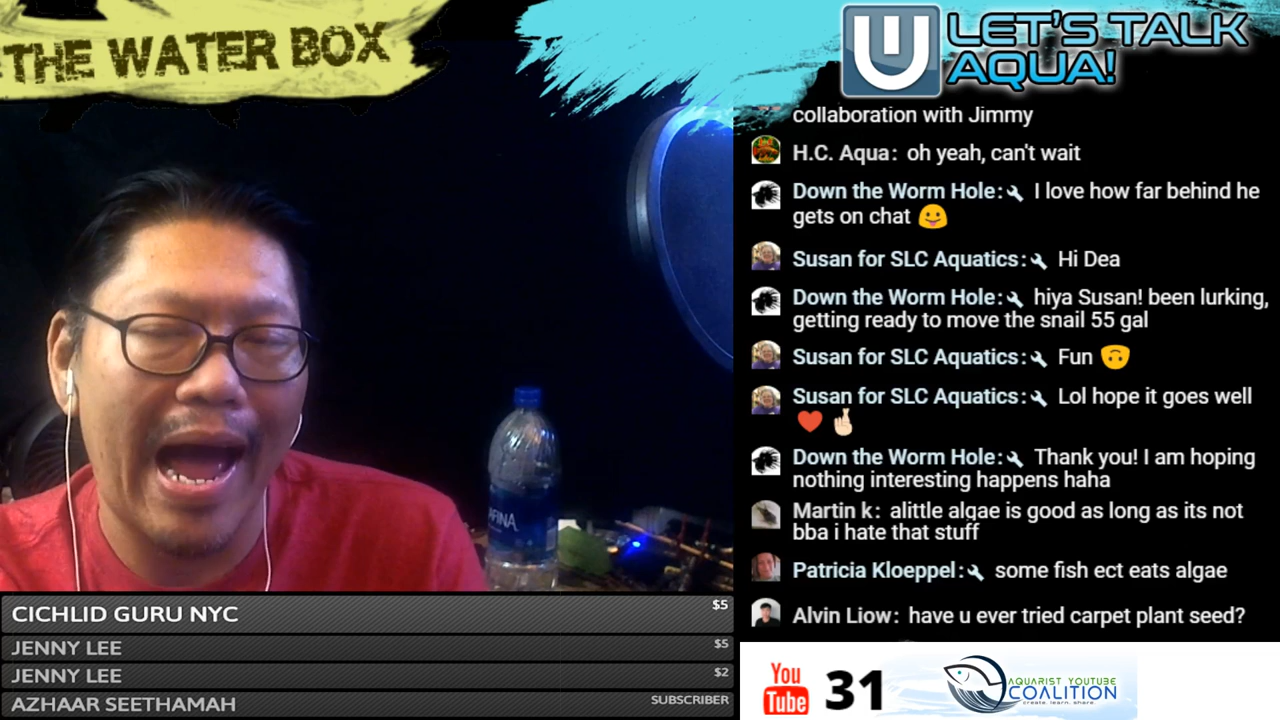 THE WATER BOX
LET'S TALK
AQUA!
collaboration with Jimmy
H.C. Aqua: oh yeah, can't wait
Down the Worm Hole: I love how far behind he
gets on chat 😛
Susan for SLC Aquatics: Hi Dea
Down the Worm Hole: hiya Susan! been lurking,
getting ready to move the snail 55 gal
Susan for SLC Aquatics: Fun 🙃
Susan for SLC Aquatics: Lol hope it goes well
❤️🤞🏻
Down the Worm Hole: Thank you! I am hoping
nothing interesting happens haha
Martin k: alittle algae is good as long as its not
bba i hate that stuff
Patricia Kloeppel: some fish ect eats algae
Alvin Liow: have u ever tried carpet plant seed?
AFINA
CICHLID GURU NYC $5
JENNY LEE $5
JENNY LEE $2
AZHAAR SEETHAMAH SUBSCRIBER
You
Tube
31
AQUARIST YOUTUBE
COALITION
create. learn. share.